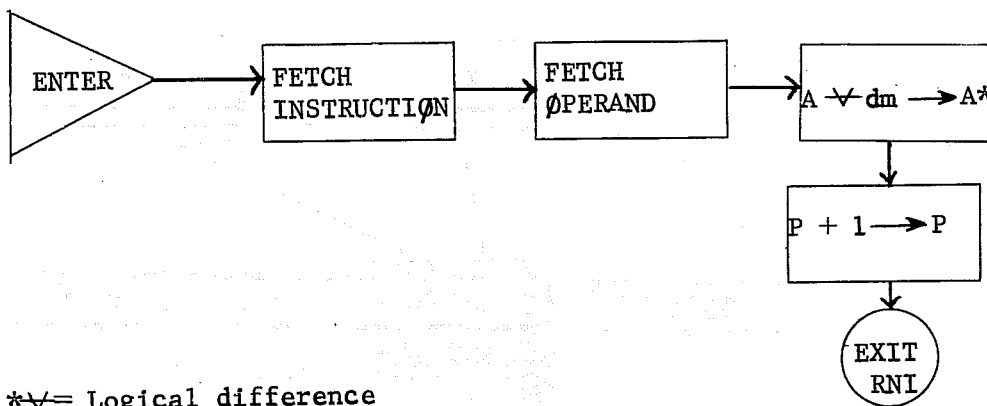 ENTER
FETCH
INSTRUCTIØN
FETCH
ØPERAND
A ⊻ dm → A*
P + 1 → P
EXIT
RNI
*⊻ = Logical difference